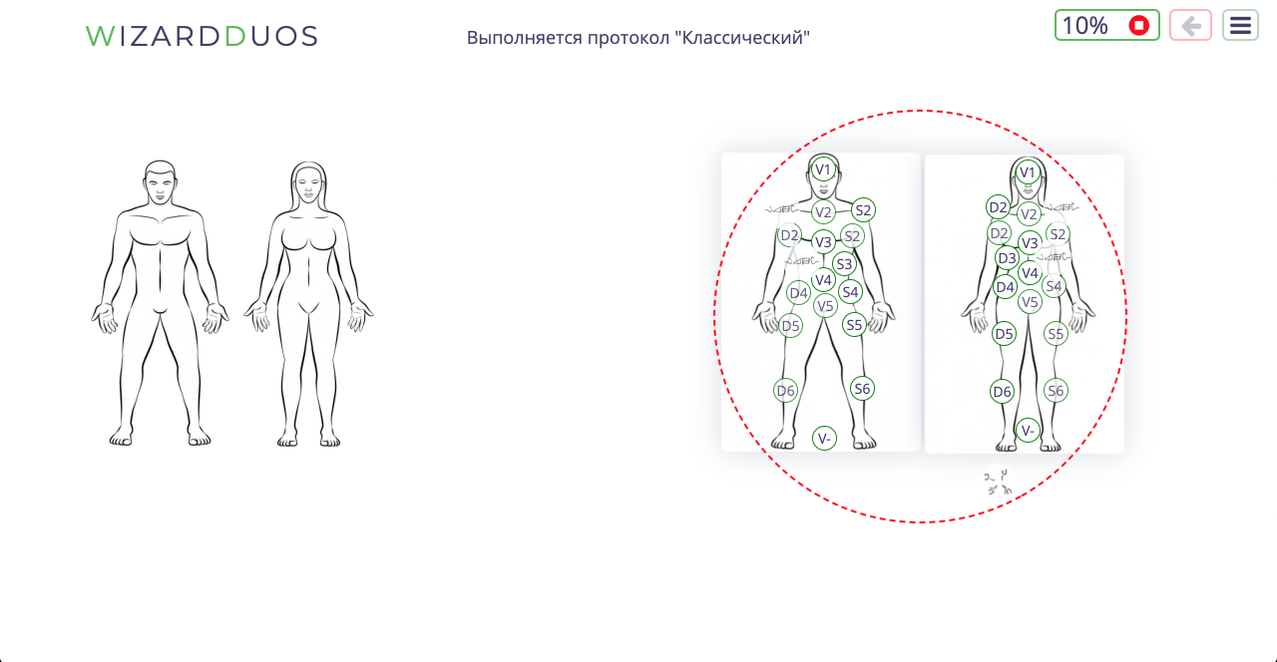 WIZARDDUOS
Выполняется протокол "Классический"
10%
V1
V2 S2
D2 V3 S2
S3
V4
D4 S4
V5
D5 S5
D6 S6
V-
V1
D2 V2
D2 V3 S2
D3
V4
D4 S4
V5
D5 S5
D6 S6
V-